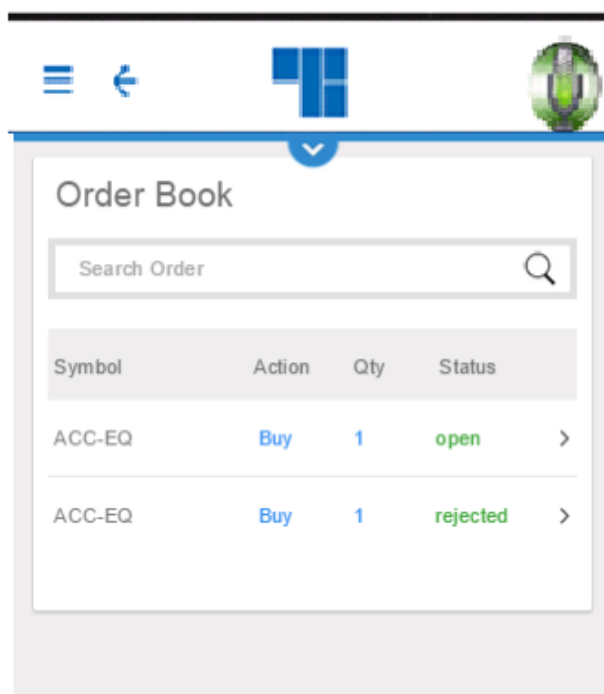 Order Book
Search Order
Symbol Action Qty Status
ACC-EQ Buy 1 open
ACC-EQ Buy 1 rejected